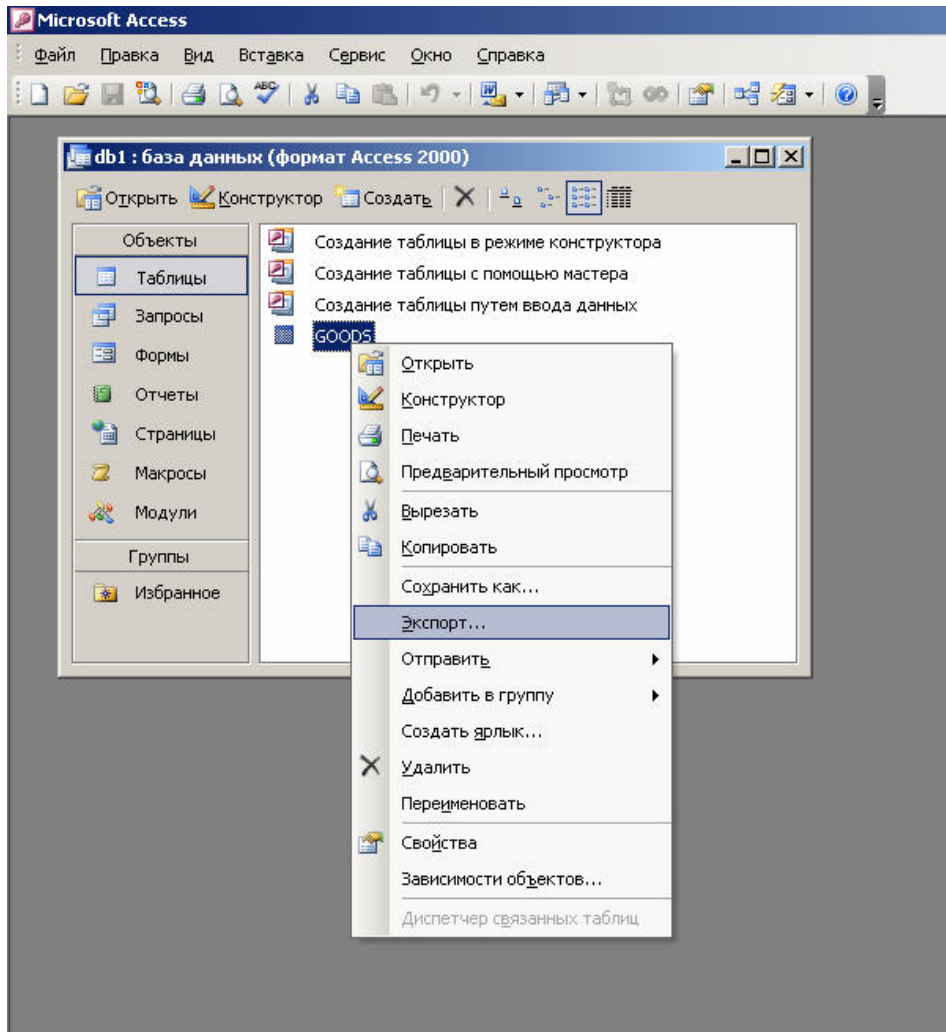 Microsoft Access
Файл Правка Вид Вставка Сервис Окно Справка
db1 : база данных (формат Access 2000)
Открыть Конструктор Создать
Объекты
Таблицы
Запросы
Формы
Отчеты
Страницы
Макросы
Модули
Группы
Избранное
Создание таблицы в режиме конструктора
Создание таблицы с помощью мастера
Создание таблицы путем ввода данных
GOODS
Открыть
Конструктор
Печать
Предварительный просмотр
Вырезать
Копировать
Сохранить как...
Экспорт...
Отправить
Добавить в группу
Создать ярлык...
Удалить
Переименовать
Свойства
Зависимости объектов...
Диспетчер связанных таблиц